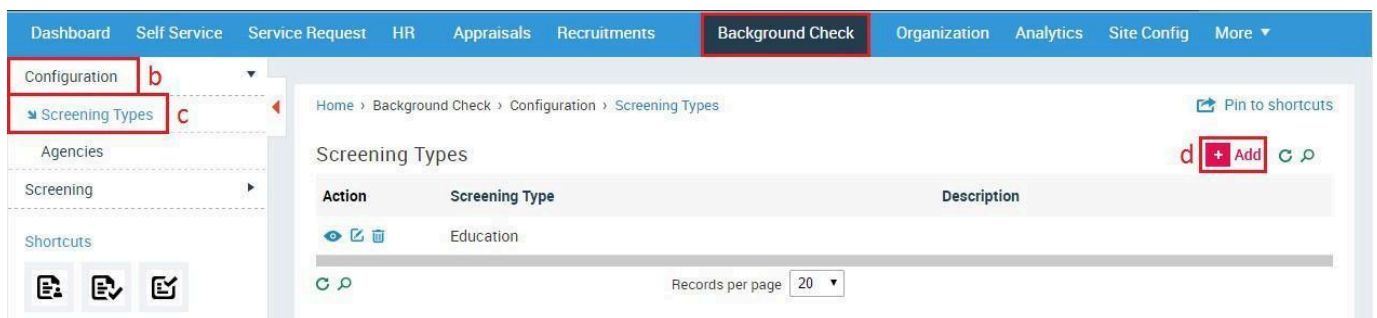 Dashboard Self Service Service Request HR Appraisals Recruitments Background Check Organization Analytics Site Config More ▼
Configuration b
Screening Types c
Agencies
Screening
Shortcuts
Home › Background Check › Configuration › Screening Types
Pin to shortcuts
Screening Types
d + Add
Action Screening Type Description
Education
Records per page 20